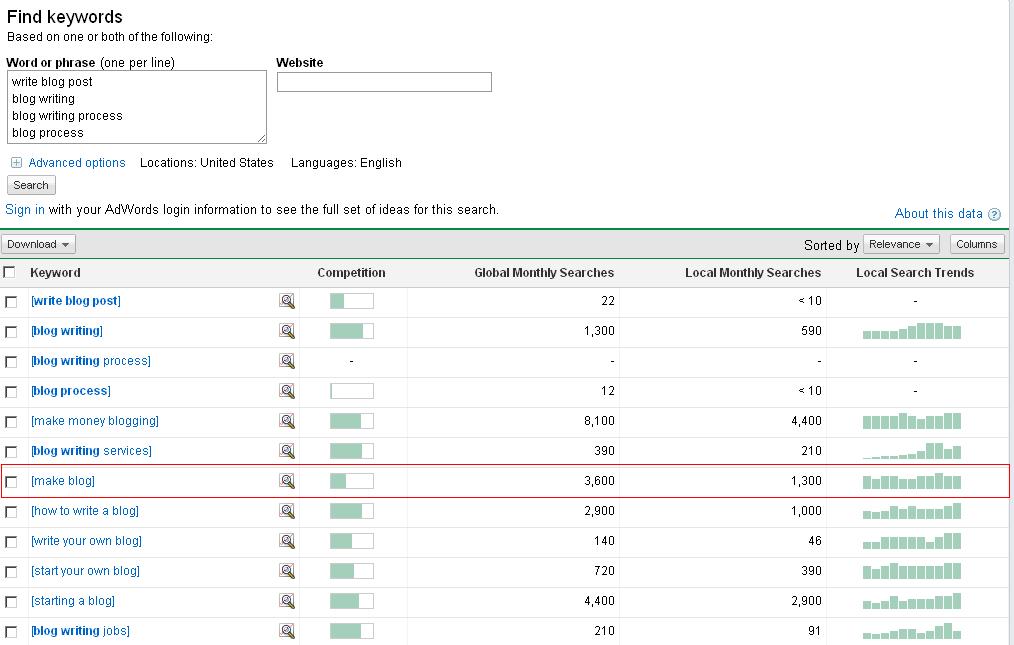 Find keywords
Based on one or both of the following:
Word or phrase (one per line) Website
write blog post
blog writing
blog writing process
blog process
Advanced options Locations: United States Languages: English
Search
Sign in with your AdWords login information to see the full set of ideas for this search.
About this data ?
Download Sorted by Relevance Columns
Keyword Competition Global Monthly Searches Local Monthly Searches Local Search Trends
[write blog post] 22 < 10 -
[blog writing] 1,300 590
[blog writing process] - - - -
[blog process] 12 < 10 -
[make money blogging] 8,100 4,400
[blog writing services] 390 210
[make blog] 3,600 1,300
[how to write a blog] 2,900 1,000
[write your own blog] 140 46
[start your own blog] 720 390
[starting a blog] 4,400 2,900
[blog writing jobs] 210 91